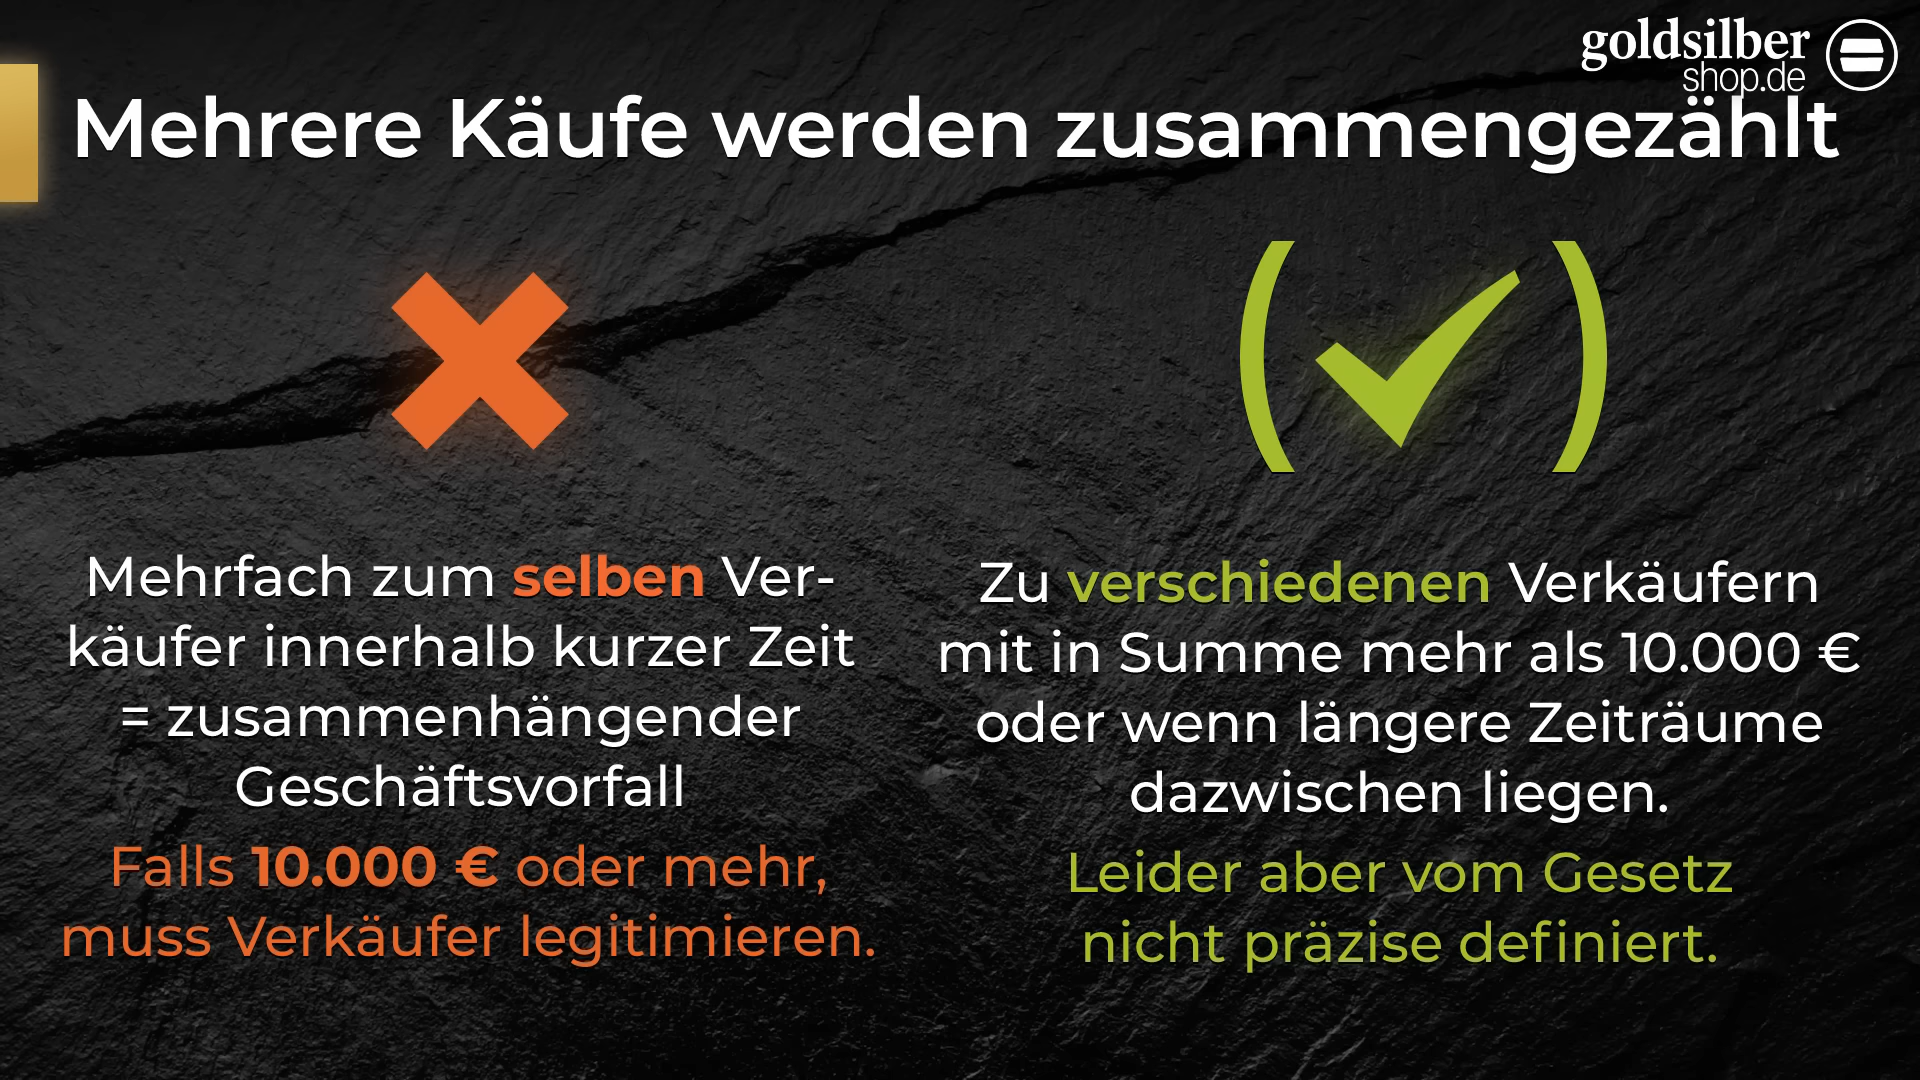 goldsilber
shop.de
Mehrere Käufe werden zusammengezählt
Mehrfach zum selben Ver-
käufer innerhalb kurzer Zeit
= zusammenhängender
Geschäftsvorfall
Falls 10.000 € oder mehr,
muss Verkäufer legitimieren.
Zu verschiedenen Verkäufern
mit in Summe mehr als 10.000 €
oder wenn längere Zeiträume
dazwischen liegen.
Leider aber vom Gesetz
nicht präzise definiert.